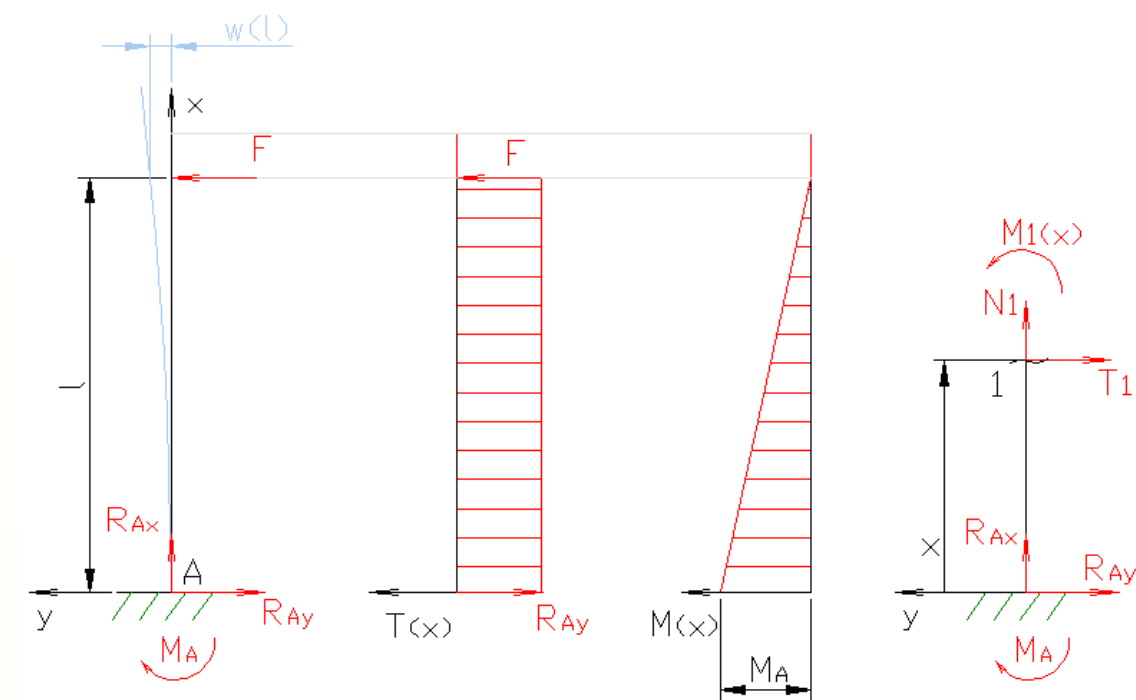 w(l)
x
F
l
RAx
A
y
RAy
MA
F
T(x)
RAy
M(x)
MA
M1(x)
N1
1
T1
x
RAx
RAy
y
MA